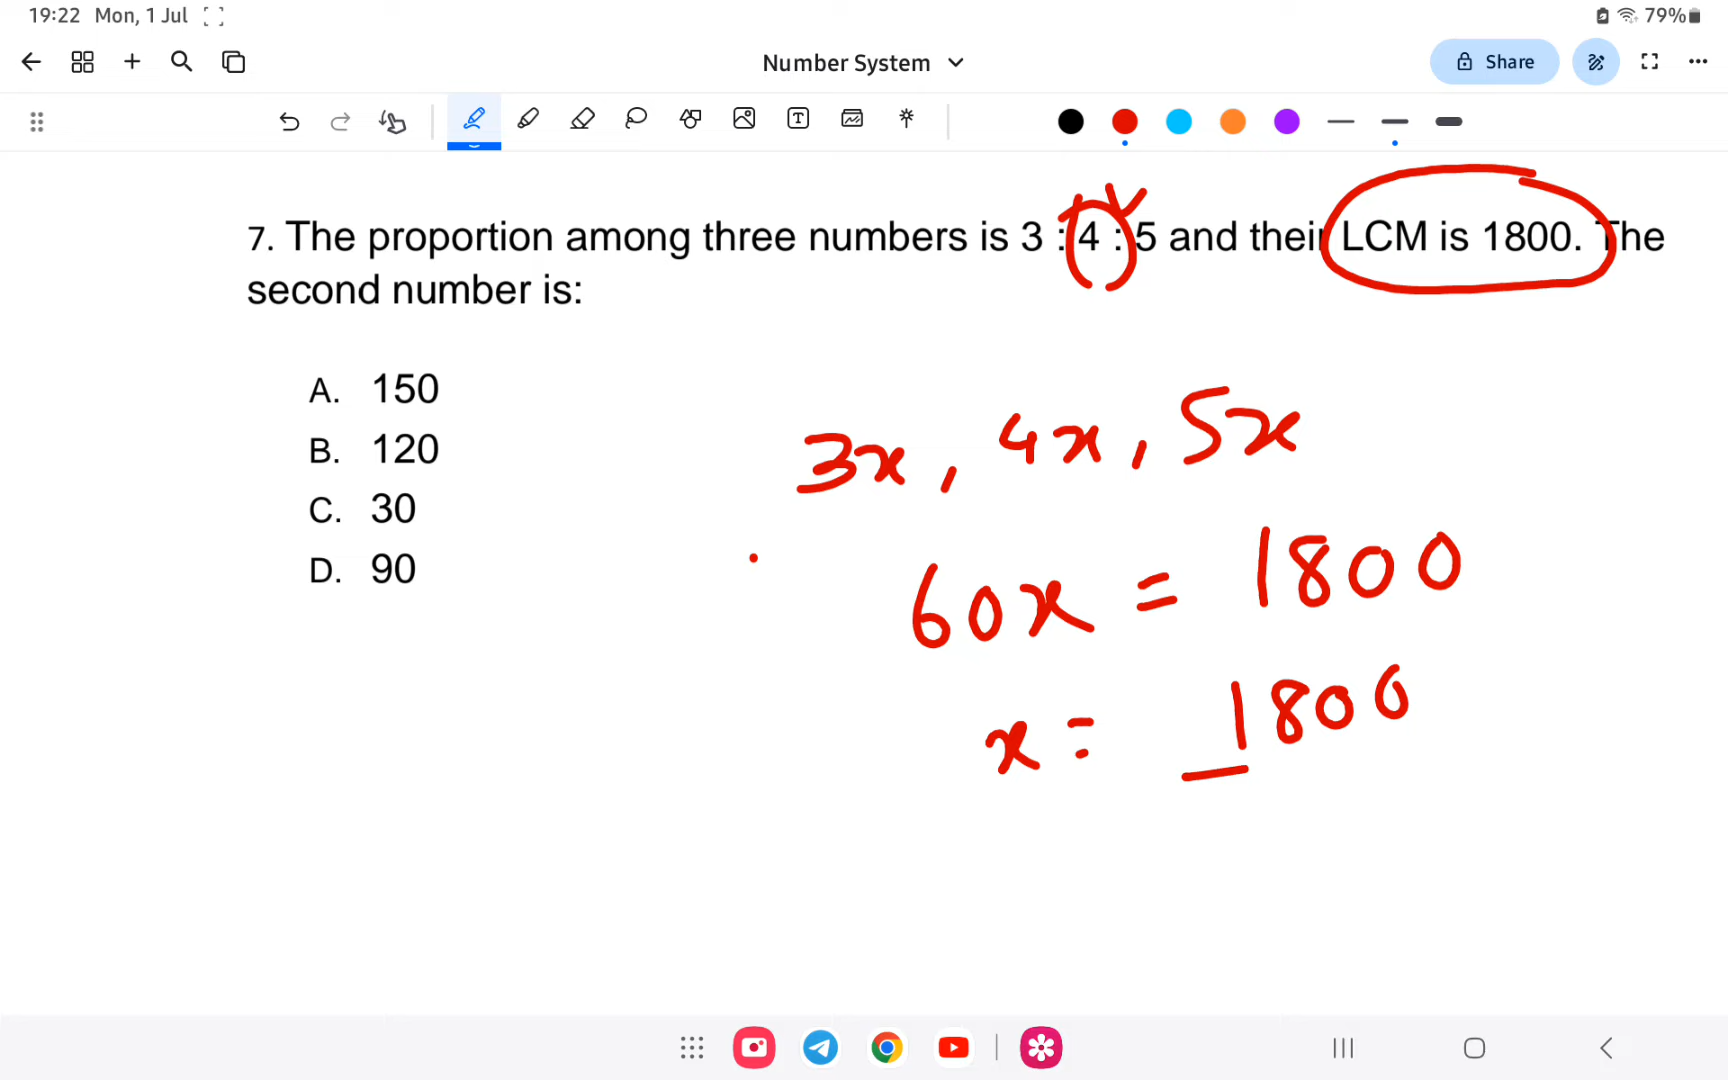 19:22 Mon, 1 Jul 79%
Number System
Share
7. The proportion among three numbers is 3 : 4 : 5 and their LCM is 1800. The
second number is:
A. 150
B. 120
C. 30
D. 90
3x, 4x, 5x
60x = 1800
x = 1800